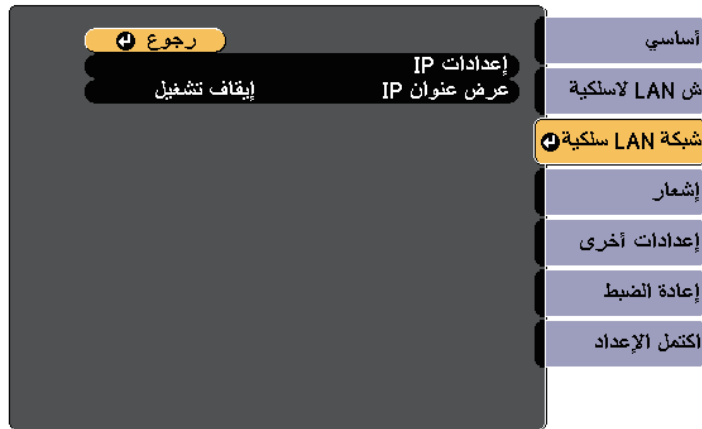 أساسي
ش LAN لاسلكية
شبكة LAN سلكية
إشعار
إعدادات أخرى
إعادة الضبط
اكتمل الإعداد
رجوع
إعدادات IP
عرض عنوان IP إيقاف تشغيل